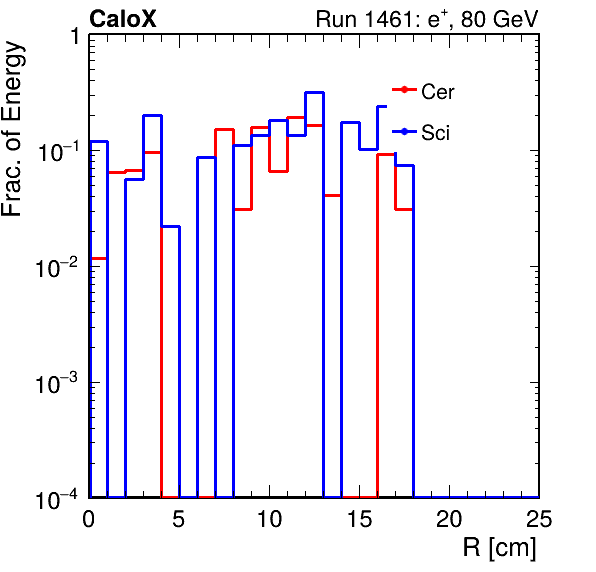 CaloX Run 1461: e⁺, 80 GeV
Frac. of Energy
1
10⁻¹
10⁻²
10⁻³
10⁻⁴
Cer
Sci
0 5 10 15 20 25
R [cm]